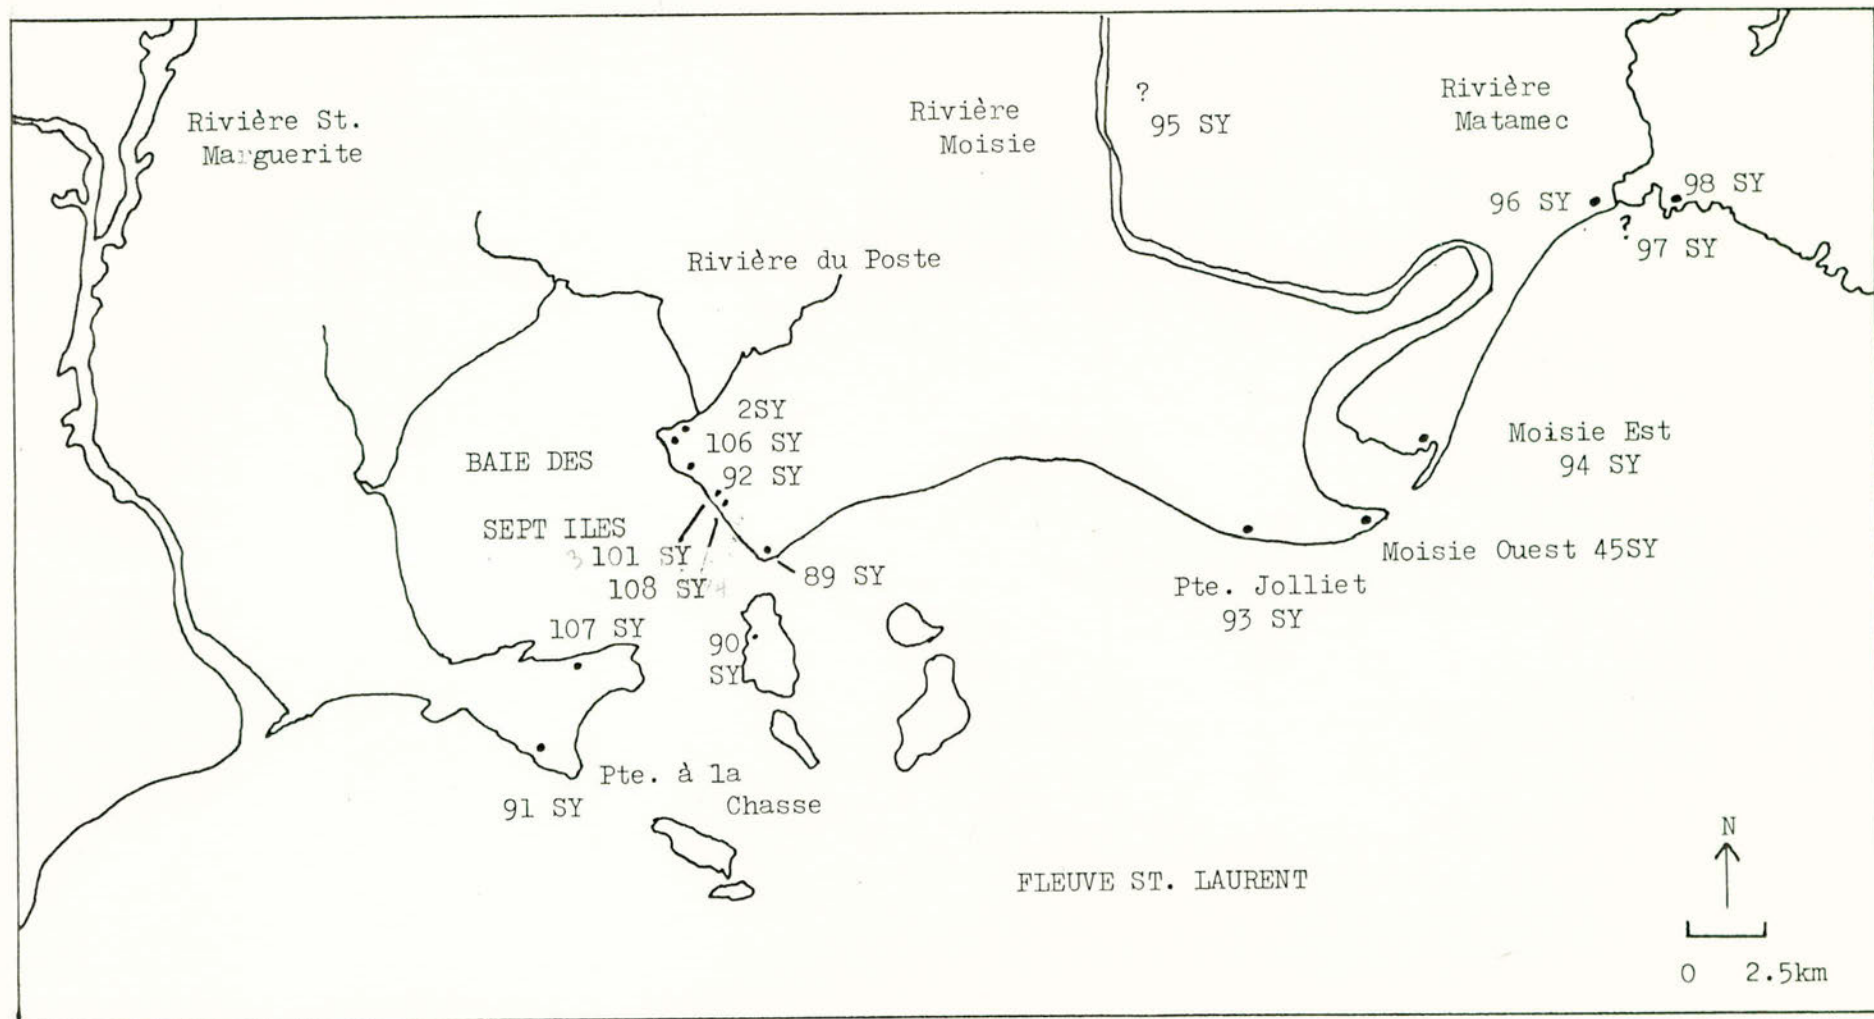 Rivière St.
Marguerite
Rivière
Moisie
?
95 SY
Rivière
Matamec
96 SY
98 SY
?
97 SY
Rivière du Poste
2SY
106 SY
92 SY
BAIE DES
SEPT ILES
101 SY
108 SY
89 SY
107 SY
90
SY
Moisie Est
94 SY
Moisie Ouest 45SY
Pte. Jolliet
93 SY
Pte. à la
Chasse
91 SY
FLEUVE ST. LAURENT
N
0 2.5km